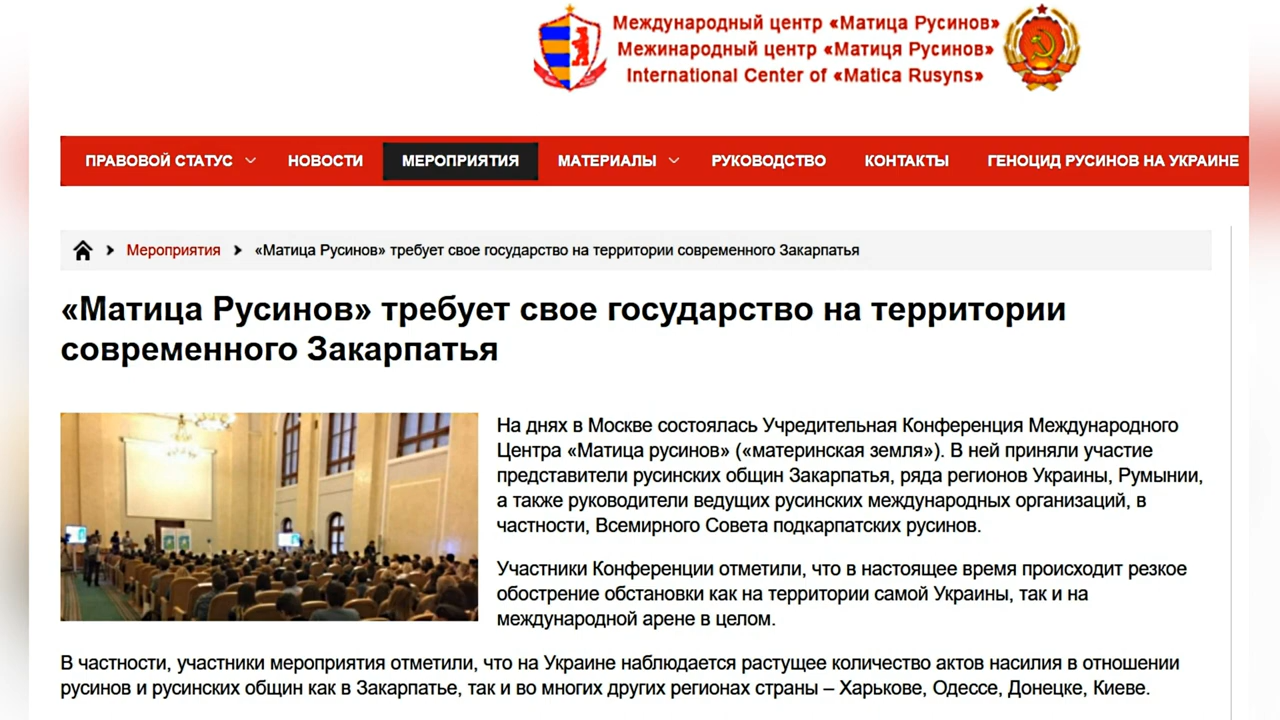 Международный центр «Матица Русинов»
Межинародный центр «Матиця Русинов»
International Center of «Matica Rusyns»
ПРАВОВОЙ СТАТУС НОВОСТИ МЕРОПРИЯТИЯ МАТЕРИАЛЫ РУКОВОДСТВО КОНТАКТЫ ГЕНОЦИД РУСИНОВ НА УКРАИНЕ
Мероприятия «Матица Русинов» требует свое государство на территории современного Закарпатья
«Матица Русинов» требует свое государство на территории
современного Закарпатья
На днях в Москве состоялась Учредительная Конференция Международного
Центра «Матица русинов» («материнская земля»). В ней приняли участие
представители русинских общин Закарпатья, ряда регионов Украины, Румынии,
а также руководители ведущих русинских международных организаций, в
частности, Всемирного Совета подкарпатских русинов.
Участники Конференции отметили, что в настоящее время происходит резкое
обострение обстановки как на территории самой Украины, так и на
международной арене в целом.
В частности, участники мероприятия отметили, что на Украине наблюдается растущее количество актов насилия в отношении
русинов и русинских общин как в Закарпатье, так и во многих других регионах страны – Харькове, Одессе, Донецке, Киеве.